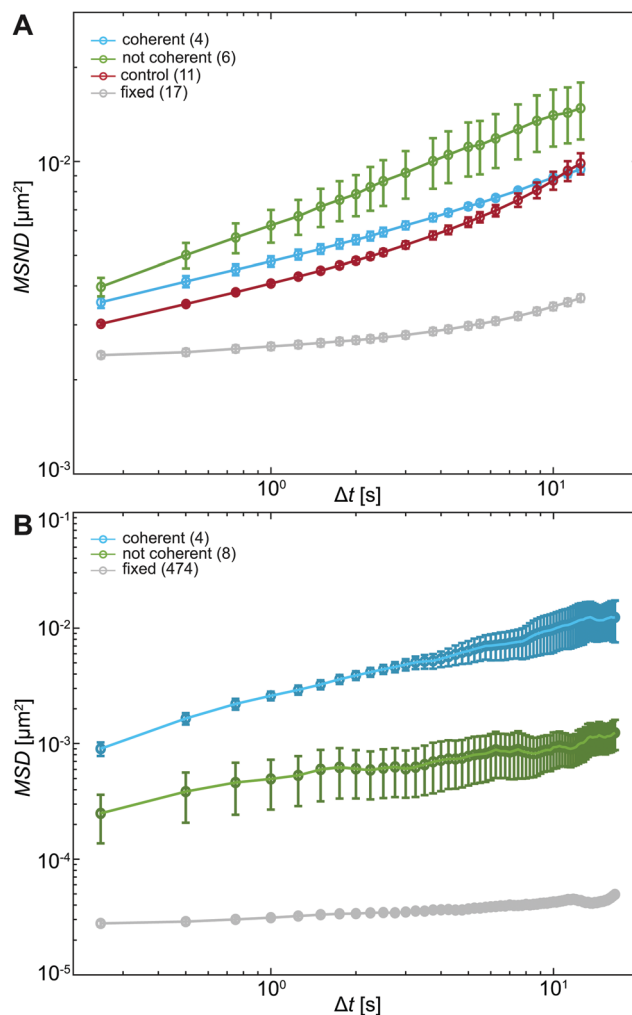 A
coherent (4)
not coherent (6)
control (11)
fixed (17)
10⁻²
10⁻³
MSND [µm²]
10⁰
10¹
Δt [s]
B
coherent (4)
not coherent (8)
fixed (474)
10⁻¹
10⁻²
10⁻³
10⁻⁴
10⁻⁵
MSD [µm²]
10⁰
10¹
Δt [s]